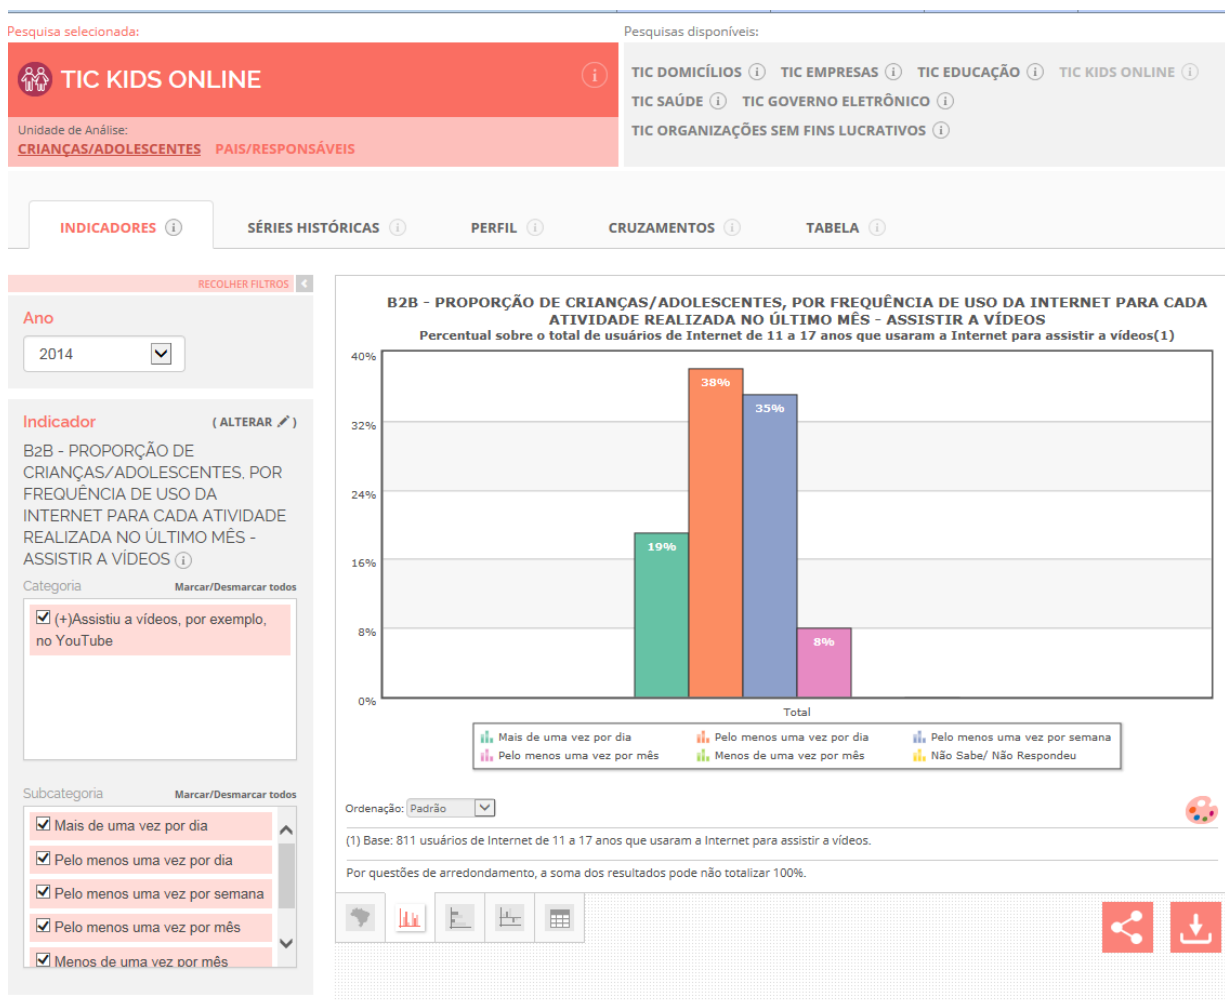 Pesquisa selecionada:
Pesquisas disponíveis:
TIC KIDS ONLINE
TIC DOMICÍLIOS
TIC EMPRESAS
TIC EDUCAÇÃO
TIC KIDS ONLINE
TIC SAÚDE
TIC GOVERNO ELETRÔNICO
TIC ORGANIZAÇÕES SEM FINS LUCRATIVOS
Unidade de Análise:
CRIANÇAS/ADOLESCENTES PAIS/RESPONSÁVEIS
INDICADORES
SÉRIES HISTÓRICAS
PERFIL
CRUZAMENTOS
TABELA
RECOLHER FILTROS
Ano
2014
Indicador
( ALTERAR )
B2B - PROPORÇÃO DE
CRIANÇAS/ADOLESCENTES, POR
FREQUÊNCIA DE USO DA
INTERNET PARA CADA ATIVIDADE
REALIZADA NO ÚLTIMO MÊS -
ASSISTIR A VÍDEOS
Categoria
Marcar/Desmarcar todos
(+)Assistiu a vídeos, por exemplo,
no YouTube
Subcategoria
Marcar/Desmarcar todos
Mais de uma vez por dia
Pelo menos uma vez por dia
Pelo menos uma vez por semana
Pelo menos uma vez por mês
Menos de uma vez por mês
B2B - PROPORÇÃO DE CRIANÇAS/ADOLESCENTES, POR FREQUÊNCIA DE USO DA INTERNET PARA CADA
ATIVIDADE REALIZADA NO ÚLTIMO MÊS - ASSISTIR A VÍDEOS
Percentual sobre o total de usuários de Internet de 11 a 17 anos que usaram a Internet para assistir a vídeos(1)
40%
32%
24%
16%
8%
0%
19%
38%
35%
8%
Total
Mais de uma vez por dia
Pelo menos uma vez por dia
Pelo menos uma vez por semana
Pelo menos uma vez por mês
Menos de uma vez por mês
Não Sabe/ Não Respondeu
Ordenação: Padrão
(1) Base: 811 usuários de Internet de 11 a 17 anos que usaram a Internet para assistir a vídeos.
Por questões de arredondamento, a soma dos resultados pode não totalizar 100%.